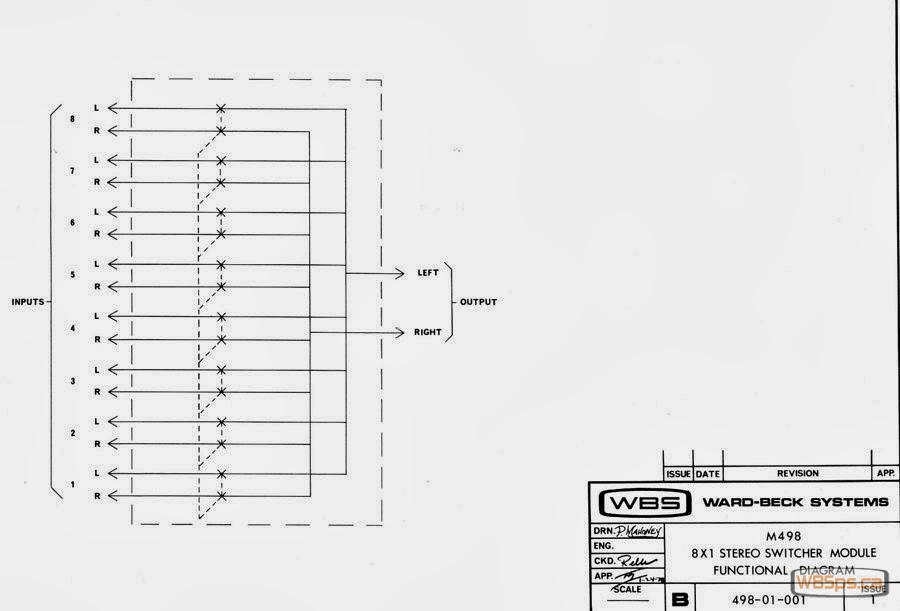 8 L
R
7 L
R
6 L
R
5 L
R
INPUTS
4 L
R
3 L
R
2 L
R
1 L
R
LEFT
RIGHT
OUTPUT
ISSUE DATE REVISION APP.
WBS WARD-BECK SYSTEMS
DRN. P. MAHONEY
ENG.
CKD.
APP.
SCALE
M498
8X1 STEREO SWITCHER MODULE
FUNCTIONAL DIAGRAM
B 498-01-001 ISSUE 1
WBSps.ca